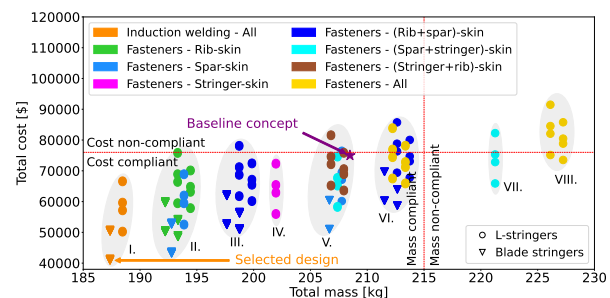 120000
110000
100000
90000
80000
70000
60000
50000
40000
Total cost [$]
Induction welding - All
Fasteners - Rib-skin
Fasteners - Spar-skin
Fasteners - Stringer-skin
Fasteners - (Rib+spar)-skin
Fasteners - (Spar+stringer)-skin
Fasteners - (Stringer+rib)-skin
Fasteners - All
Baseline concept
Cost non-compliant
Cost compliant
Mass compliant
Mass non-compliant
I.
II.
III.
IV.
V.
VI.
VII.
VIII.
Selected design
L-stringers
Blade stringers
185 190 195 200 205 210 215 220 225 230
Total mass [kg]